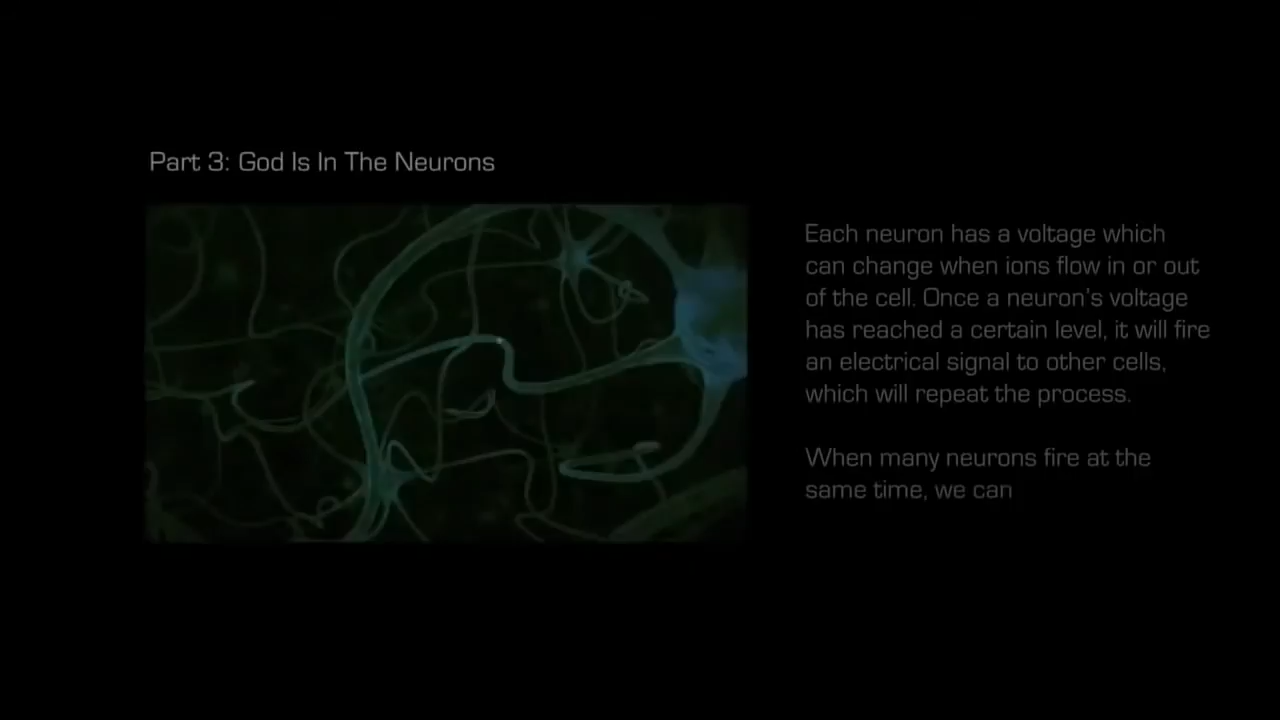 Part 3: God Is In The Neurons
Each neuron has a voltage which
can change when ions flow in or out
of the cell. Once a neuron's voltage
has reached a certain level, it will fire
an electrical signal to other cells,
which will repeat the process.
When many neurons fire at the
same time, we can